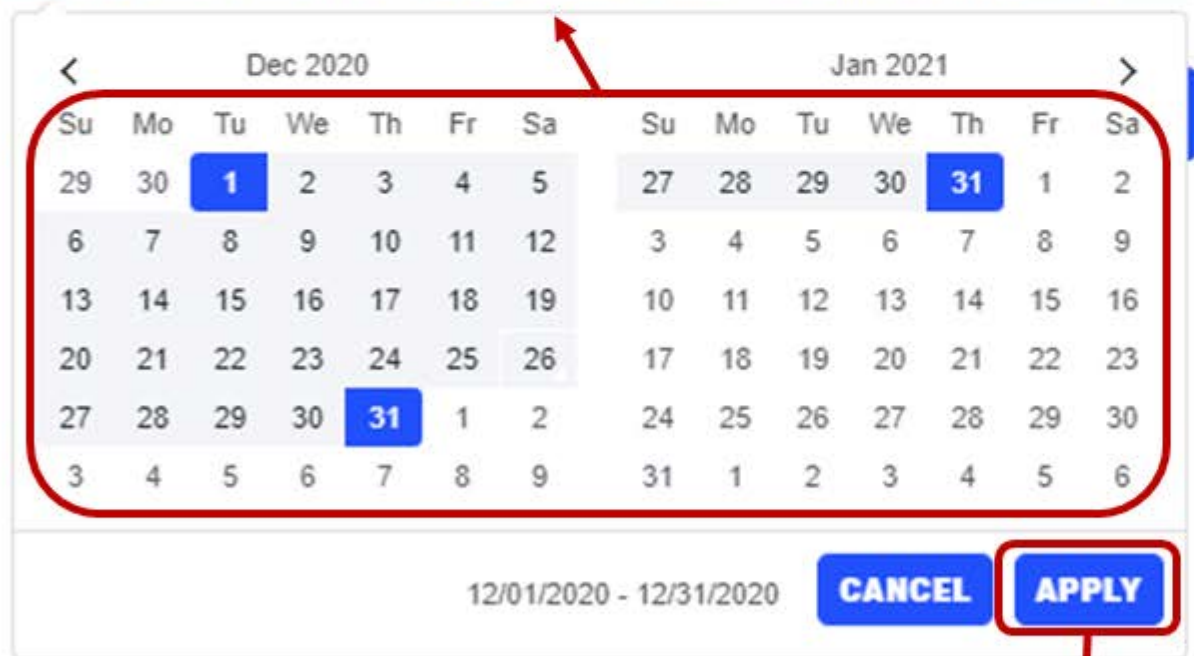 < Dec 2020 Jan 2021 >
Su Mo Tu We Th Fr Sa Su Mo Tu We Th Fr Sa
29 30 1 2 3 4 5 27 28 29 30 31 1 2
6 7 8 9 10 11 12 3 4 5 6 7 8 9
13 14 15 16 17 18 19 10 11 12 13 14 15 16
20 21 22 23 24 25 26 17 18 19 20 21 22 23
27 28 29 30 31 1 2 24 25 26 27 28 29 30
3 4 5 6 7 8 9 31 1 2 3 4 5 6
12/01/2020 - 12/31/2020 CANCEL APPLY